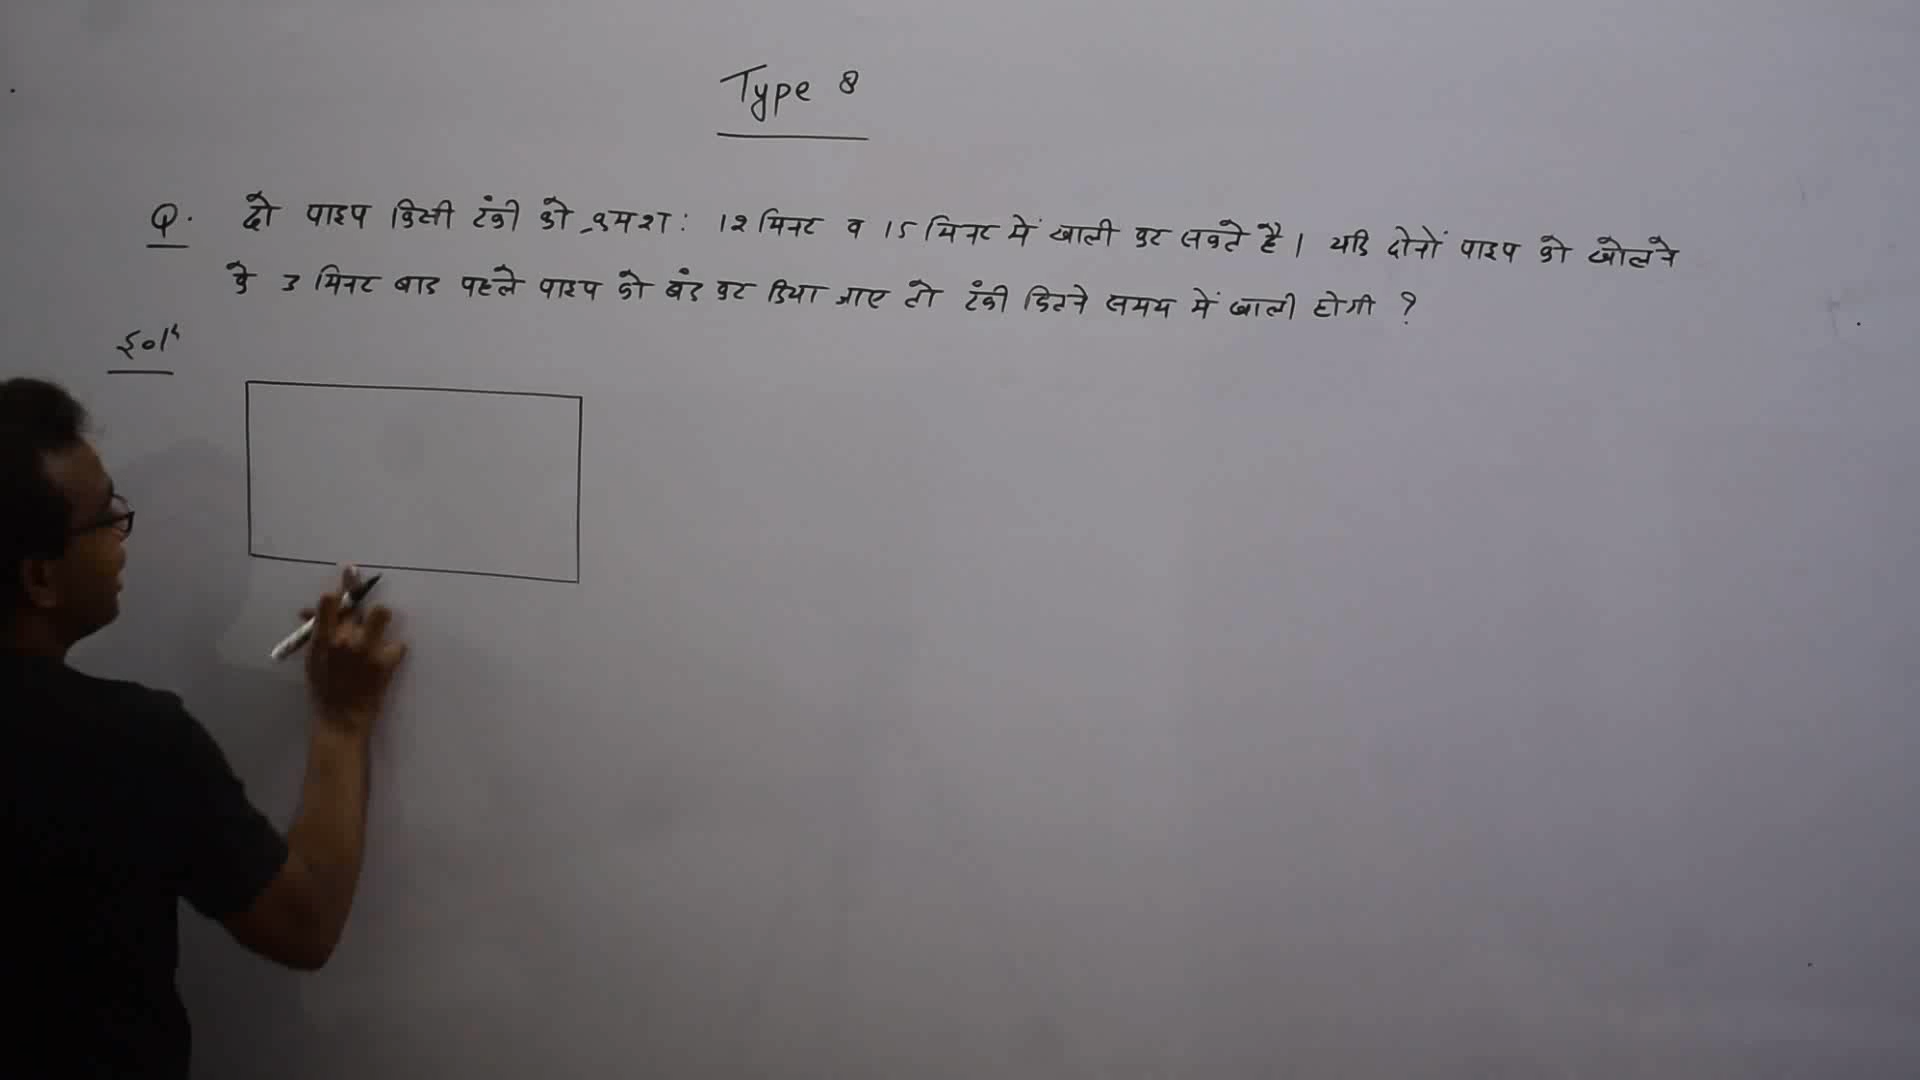 Type 8
Q. दो पाइप किसी टंकी को क्रमशः 12 मिनट व 15 मिनट में खाली कर सकते है। यदि दोनों पाइप को खोलने
के 3 मिनट बाद पहले पाइप को बंद कर दिया जाए तो टंकी कितने समय में खाली होगी ?
Solⁿ